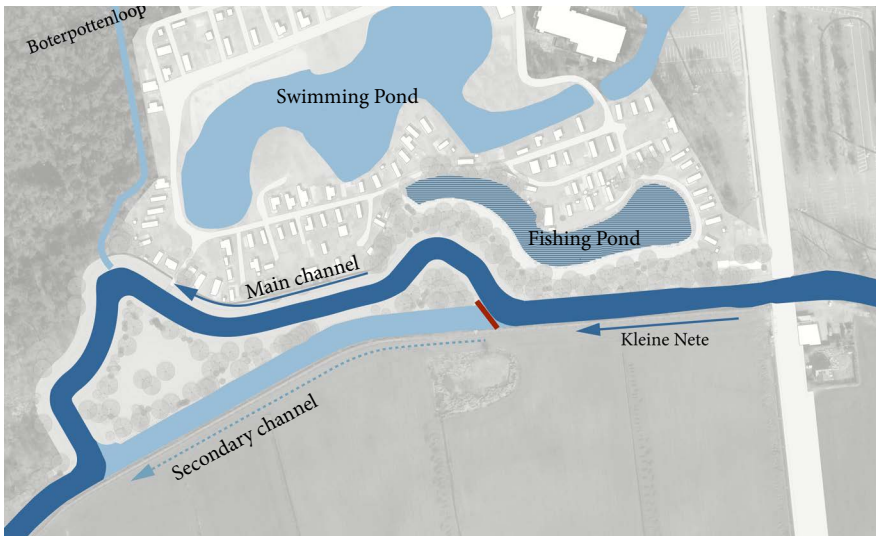 Boterpottenloop
Swimming Pond
Fishing Pond
Main channel
Kleine Nete
Secondary channel